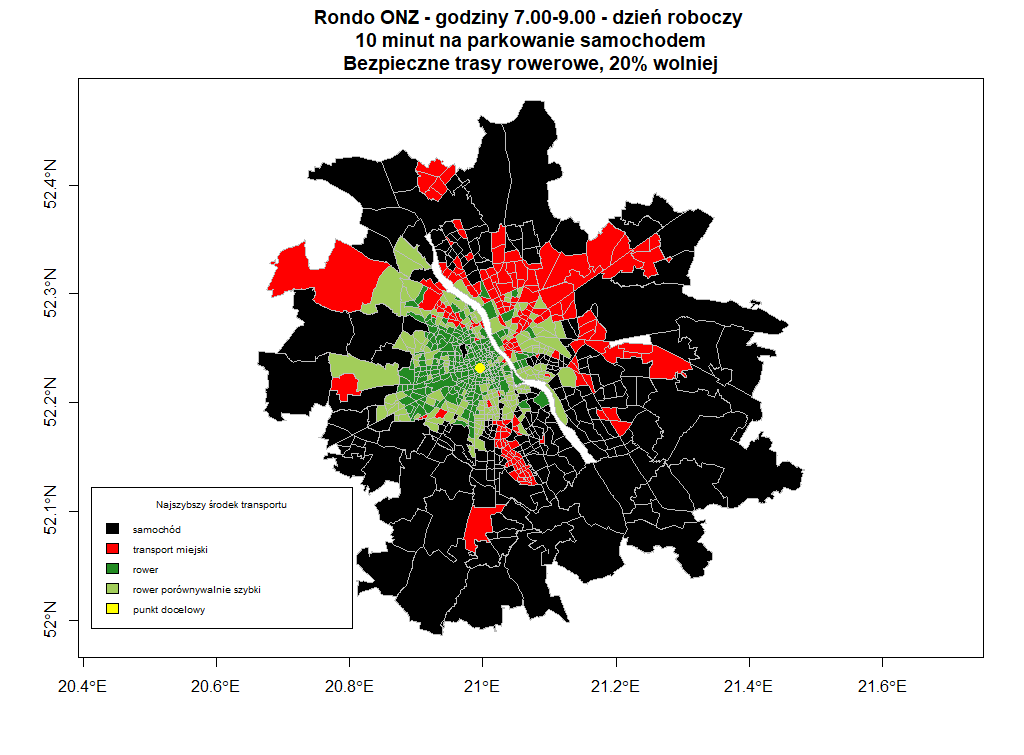 Rondo ONZ - godziny 7.00-9.00 - dzień roboczy
10 minut na parkowanie samochodem
Bezpieczne trasy rowerowe, 20% wolniej
52.4°N
52.3°N
52.2°N
52.1°N
52°N
Najszybszy środek transportu
samochód
transport miejski
rower
rower porównywalnie szybki
punkt docelowy
20.4°E
20.6°E
20.8°E
21°E
21.2°E
21.4°E
21.6°E